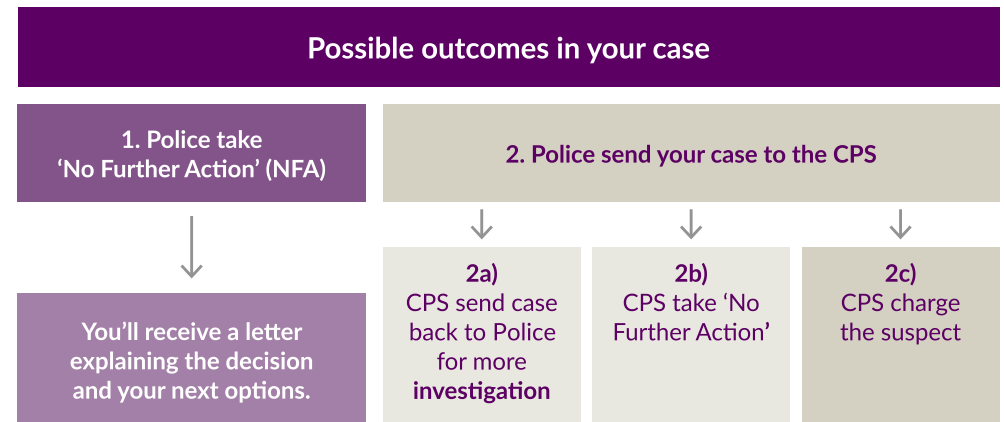 Possible outcomes in your case
1. Police take
‘No Further Action’ (NFA)
You’ll receive a letter
explaining the decision
and your next options.
2. Police send your case to the CPS
2a)
CPS send case
back to Police
for more
investigation
2b)
CPS take ‘No
Further Action’
2c)
CPS charge
the suspect